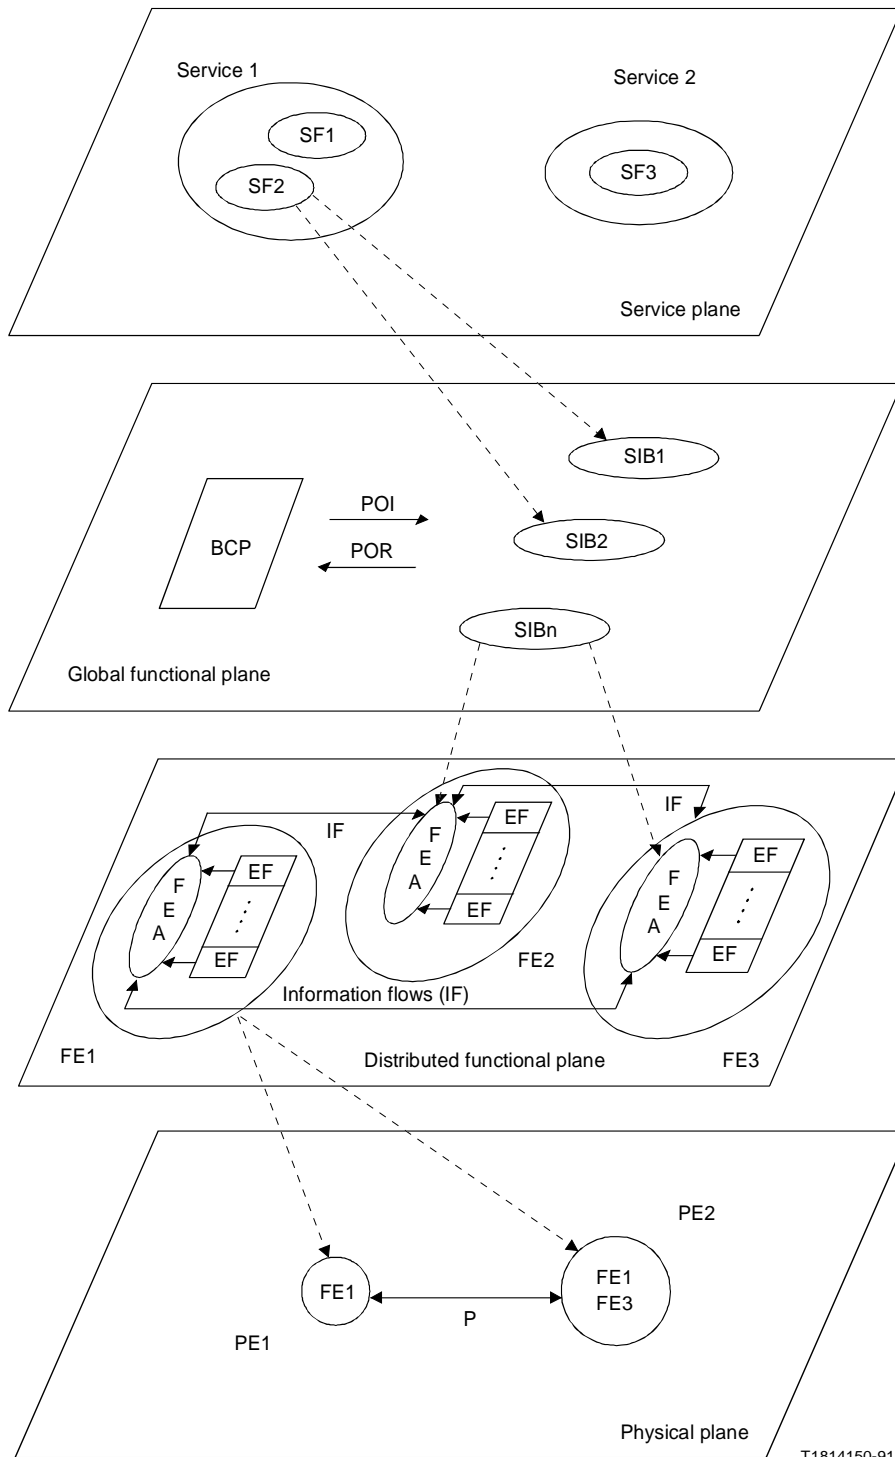 Service 1
Service 2
SF1
SF2
SF3
Service plane
SIB1
POI
BCP
SIB2
POR
SIBn
Global functional plane
IF
IF
F
E
A
EF
EF
F
E
A
EF
EF
F
E
A
EF
EF
FE2
Information flows (IF)
FE1
Distributed functional plane
FE3
PE2
FE1
FE1
FE3
P
PE1
Physical plane
T1814150-91